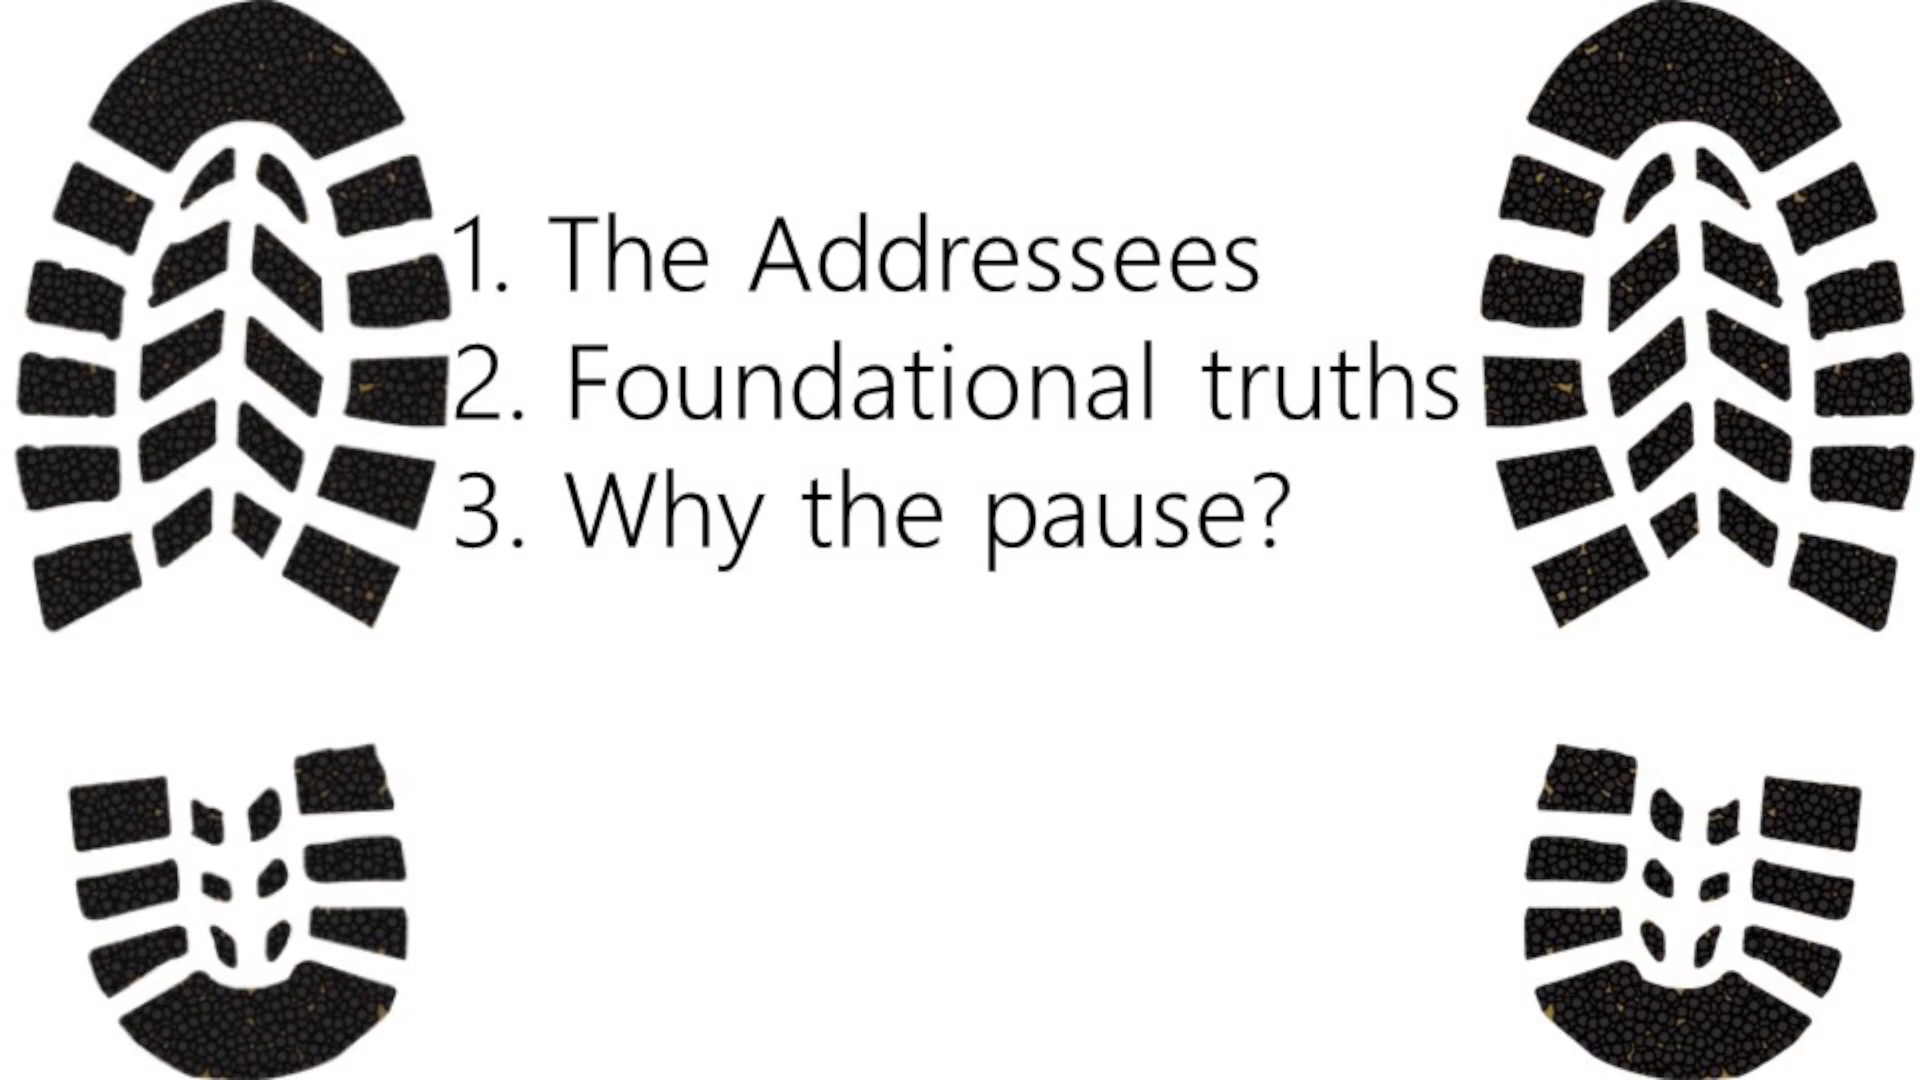 1. The Addressees
2. Foundational truths
3. Why the pause?